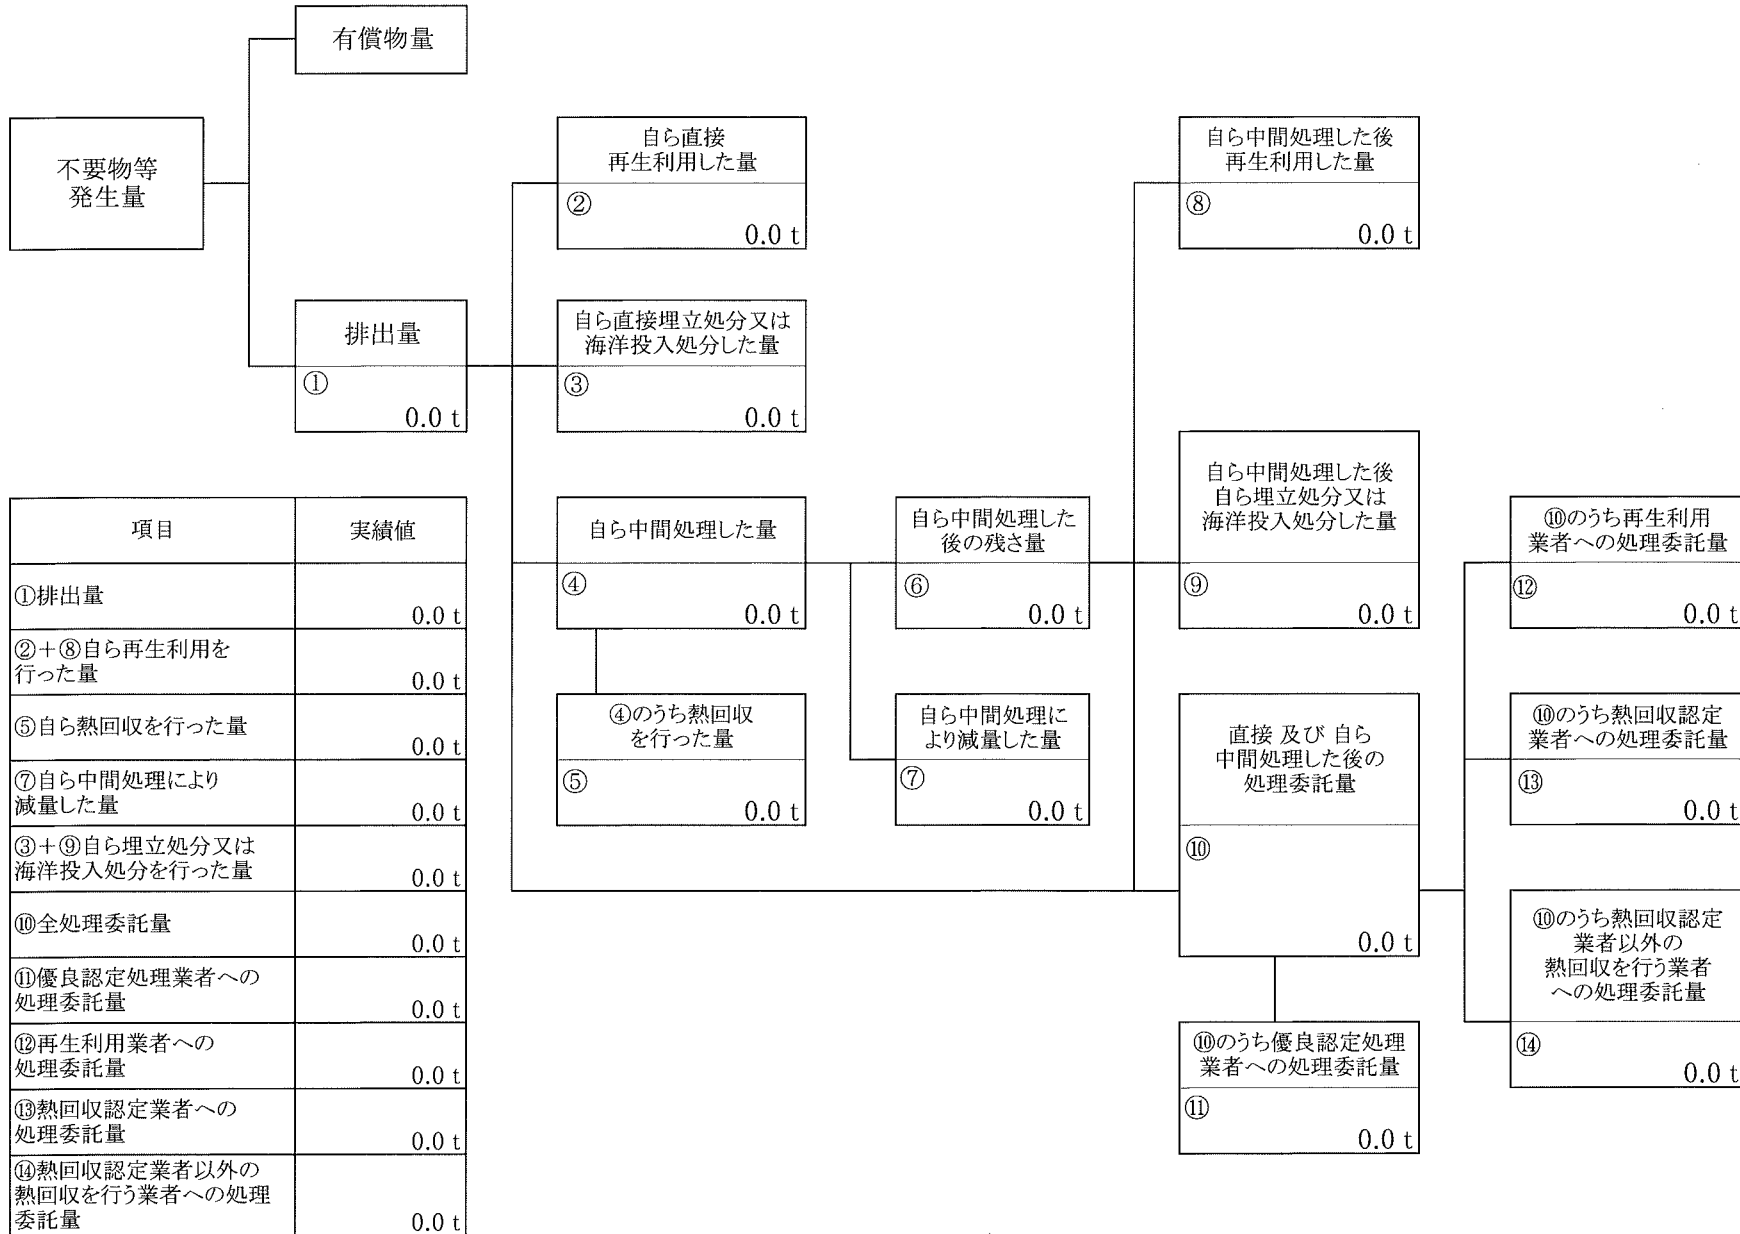 有償物量
不要物等
発生量
自ら直接
再生利用した量
②
0.0 t
自ら中間処理した後
再生利用した量
⑧
0.0 t
排出量
①
0.0 t
自ら直接埋立処分又は
海洋投入処分した量
③
0.0 t
自ら中間処理した量
④
0.0 t
自ら中間処理した
後の残さ量
⑥
0.0 t
自ら中間処理した後
自ら埋立処分又は
海洋投入処分した量
⑨
0.0 t
⑩のうち再生利用
業者への処理委託量
⑫
0.0 t
④のうち熱回収
を行った量
⑤
0.0 t
自ら中間処理に
より減量した量
⑦
0.0 t
直接 及び 自ら
中間処理した後の
処理委託量
⑩
0.0 t
⑩のうち熱回収認定
業者への処理委託量
⑬
0.0 t
⑩のうち熱回収認定
業者以外の
熱回収を行う業者
への処理委託量
⑭
0.0 t
⑩のうち優良認定処理
業者への処理委託量
⑪
0.0 t
項目 実績値
①排出量
0.0 t
②+⑧自ら再生利用を
行った量
0.0 t
⑤自ら熱回収を行った量
0.0 t
⑦自ら中間処理により
減量した量
0.0 t
③+⑨自ら埋立処分又は
海洋投入処分を行った量
0.0 t
⑩全処理委託量
0.0 t
⑪優良認定処理業者への
処理委託量
0.0 t
⑫再生利用業者への
処理委託量
0.0 t
⑬熱回収認定業者への
処理委託量
0.0 t
⑭熱回収認定業者以外の
熱回収を行う業者への処理
委託量
0.0 t